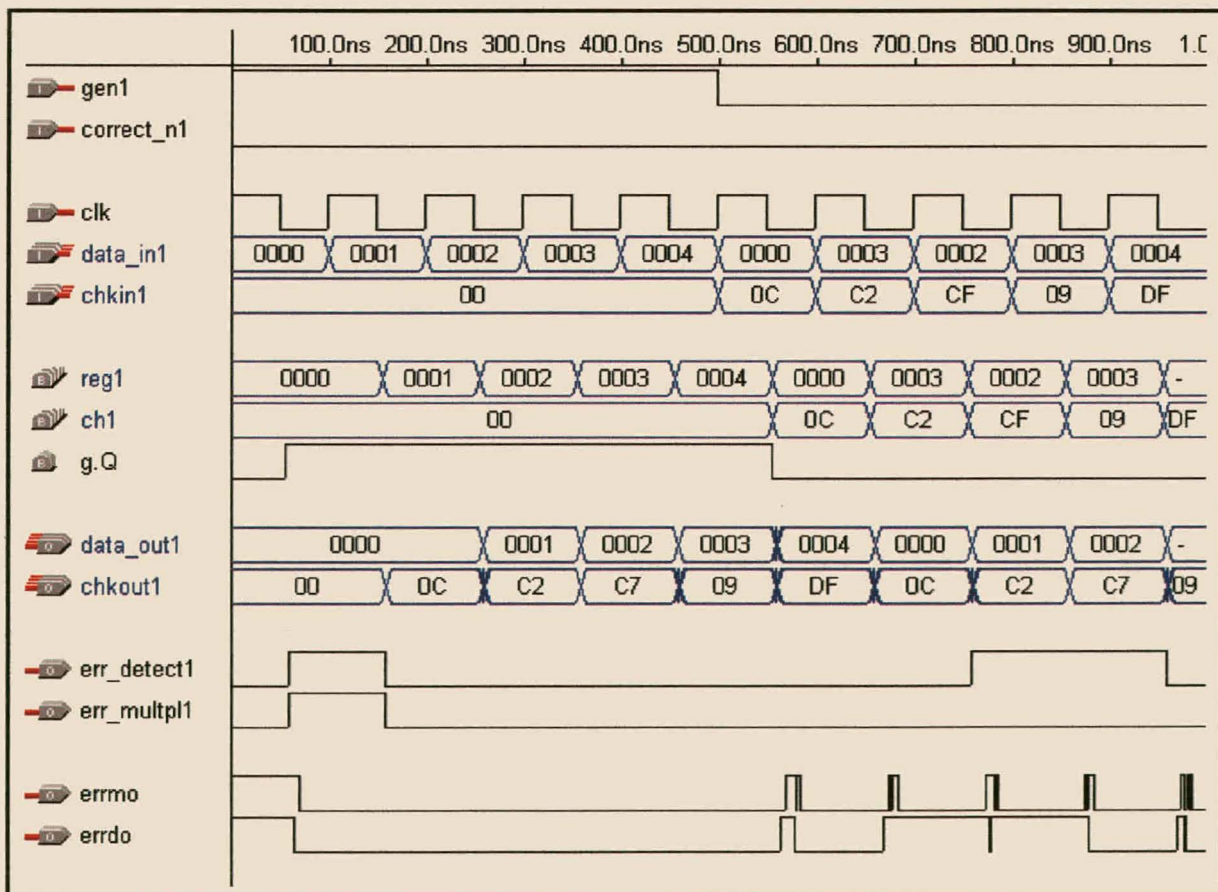 100.0ns 200.0ns 300.0ns 400.0ns 500.0ns 600.0ns 700.0ns 800.0ns 900.0ns 1.0
gen1
correct_n1
clk
data_in1 0000 0001 0002 0003 0004 0000 0003 0002 0003 0004
chkin1 00 0C C2 CF 09 DF
reg1 0000 0001 0002 0003 0004 0000 0003 0002 0003 -
ch1 00 0C C2 CF 09 DF
g.Q
data_out1 0000 0001 0002 0003 0004 0000 0001 0002 -
chkout1 00 0C C2 C7 09 DF 0C C2 C7 09
err_detect1
err_multpl1
errmo
errdo